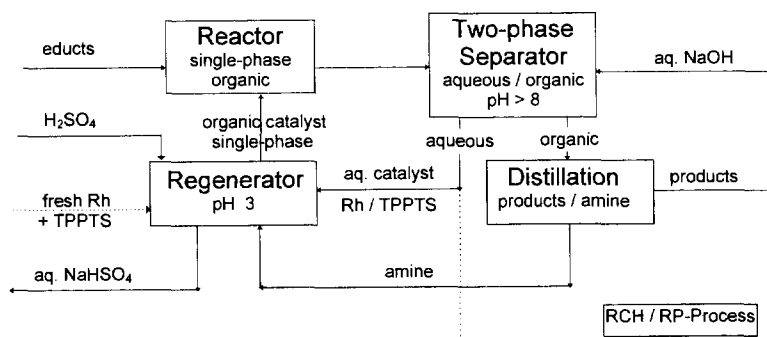 educts
Reactor
single-phase
organic
Two-phase
Separator
aqueous / organic
pH > 8
aq. NaOH
H₂SO₄
organic catalyst
single-phase
aqueous
organic
Regenerator
pH 3
aq. catalyst
Rh / TPPTS
Distillation
products / amine
products
fresh Rh
+ TPPTS
aq. NaHSO₄
amine
RCH / RP-Process